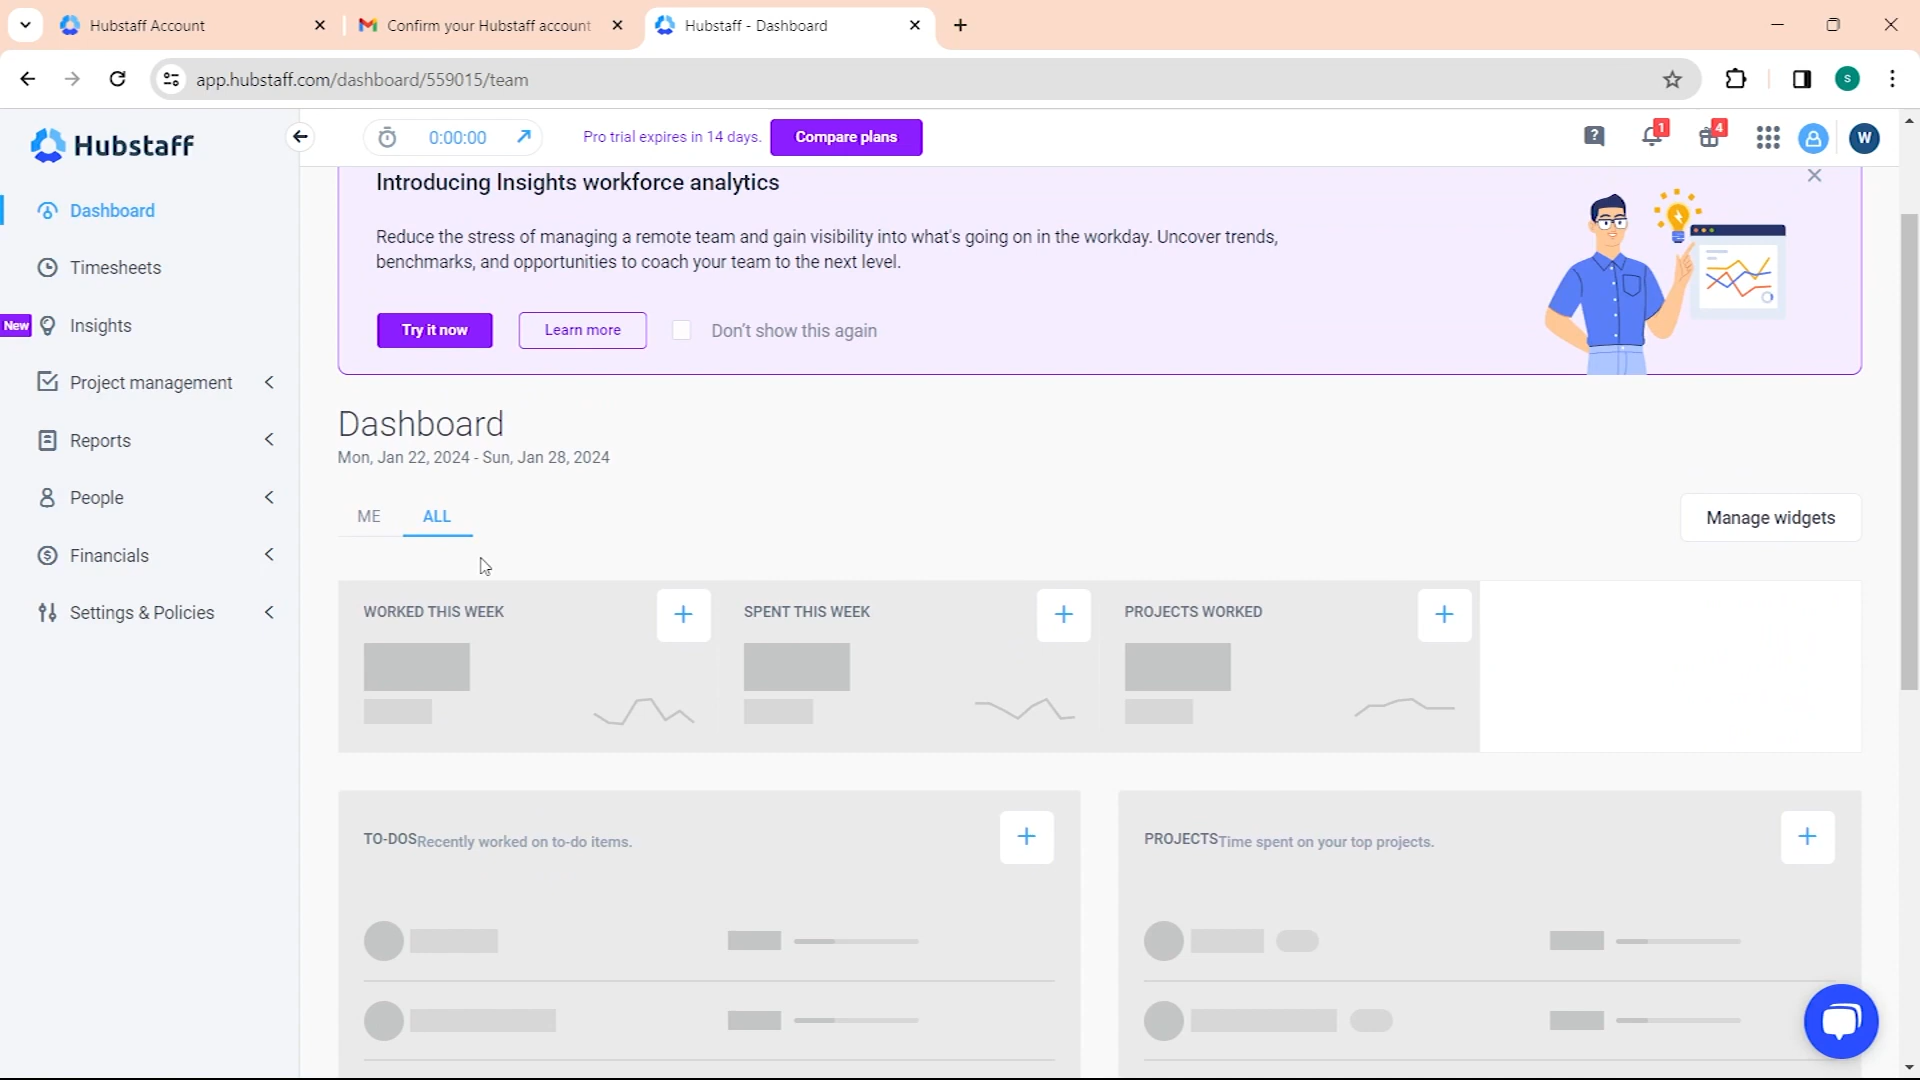 Hubstaff Account
Confirm your Hubstaff account
Hubstaff - Dashboard
app.hubstaff.com/dashboard/559015/team
S
Hubstaff
0:00:00
Pro trial expires in 14 days.
Compare plans
?
1
4
W
Introducing Insights workforce analytics
Reduce the stress of managing a remote team and gain visibility into what's going on in the workday. Uncover trends,
benchmarks, and opportunities to coach your team to the next level.
Try it now
Learn more
Don't show this again
Dashboard
Timesheets
New
Insights
Project management
Reports
People
Financials
Settings & Policies
Dashboard
Mon, Jan 22, 2024 - Sun, Jan 28, 2024
ME
ALL
Manage widgets
WORKED THIS WEEK
SPENT THIS WEEK
PROJECTS WORKED
TO-DOS Recently worked on to-do items.
PROJECTS Time spent on your top projects.